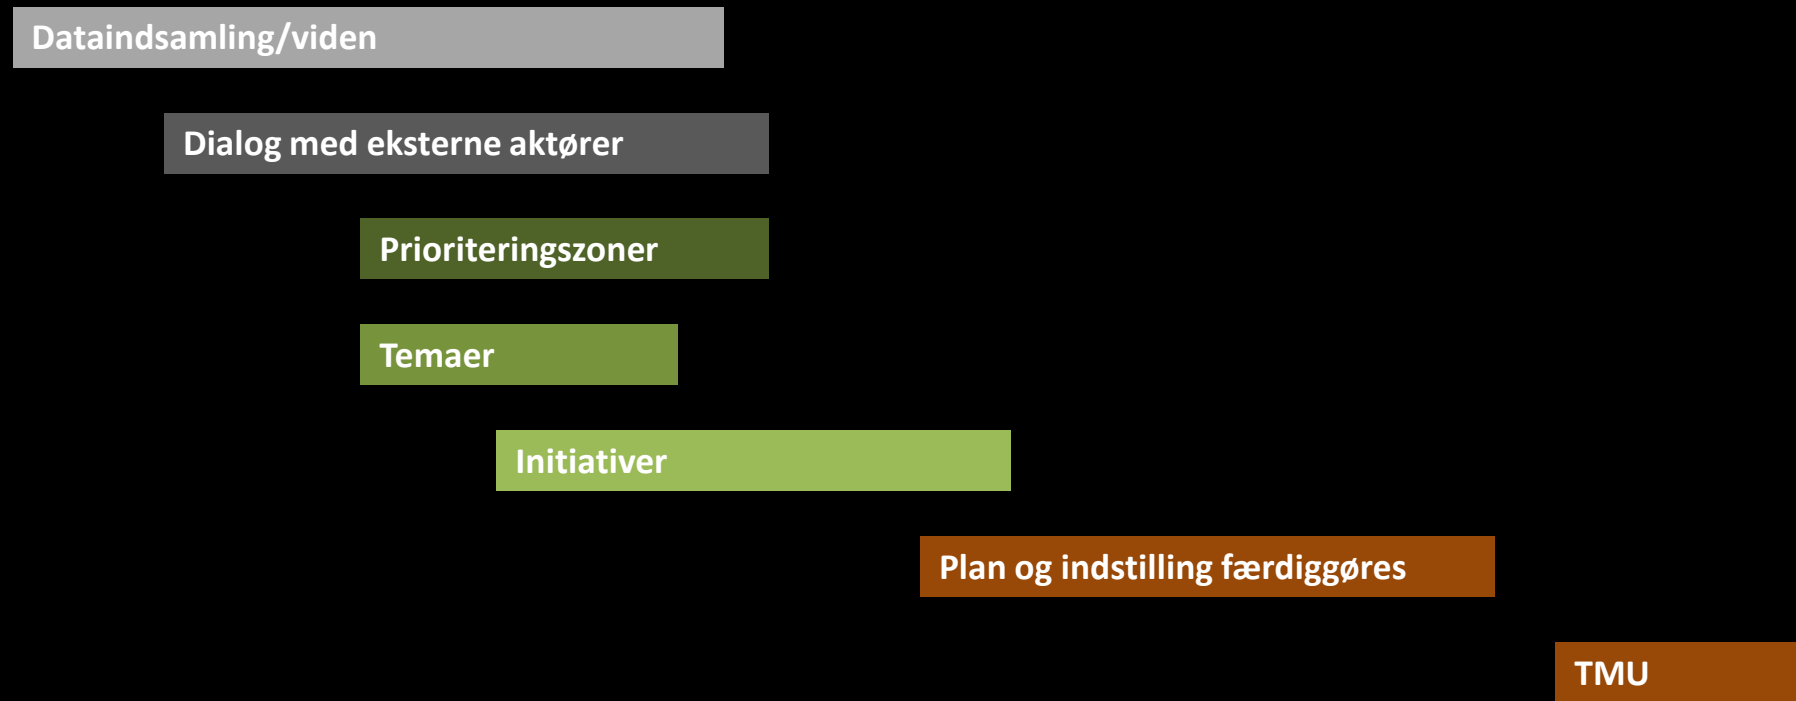 Dataindsamling/viden
Dialog med eksterne aktører
Prioriteringszoner
Temaer
Initiativer
Plan og indstilling færdiggøres
TMU